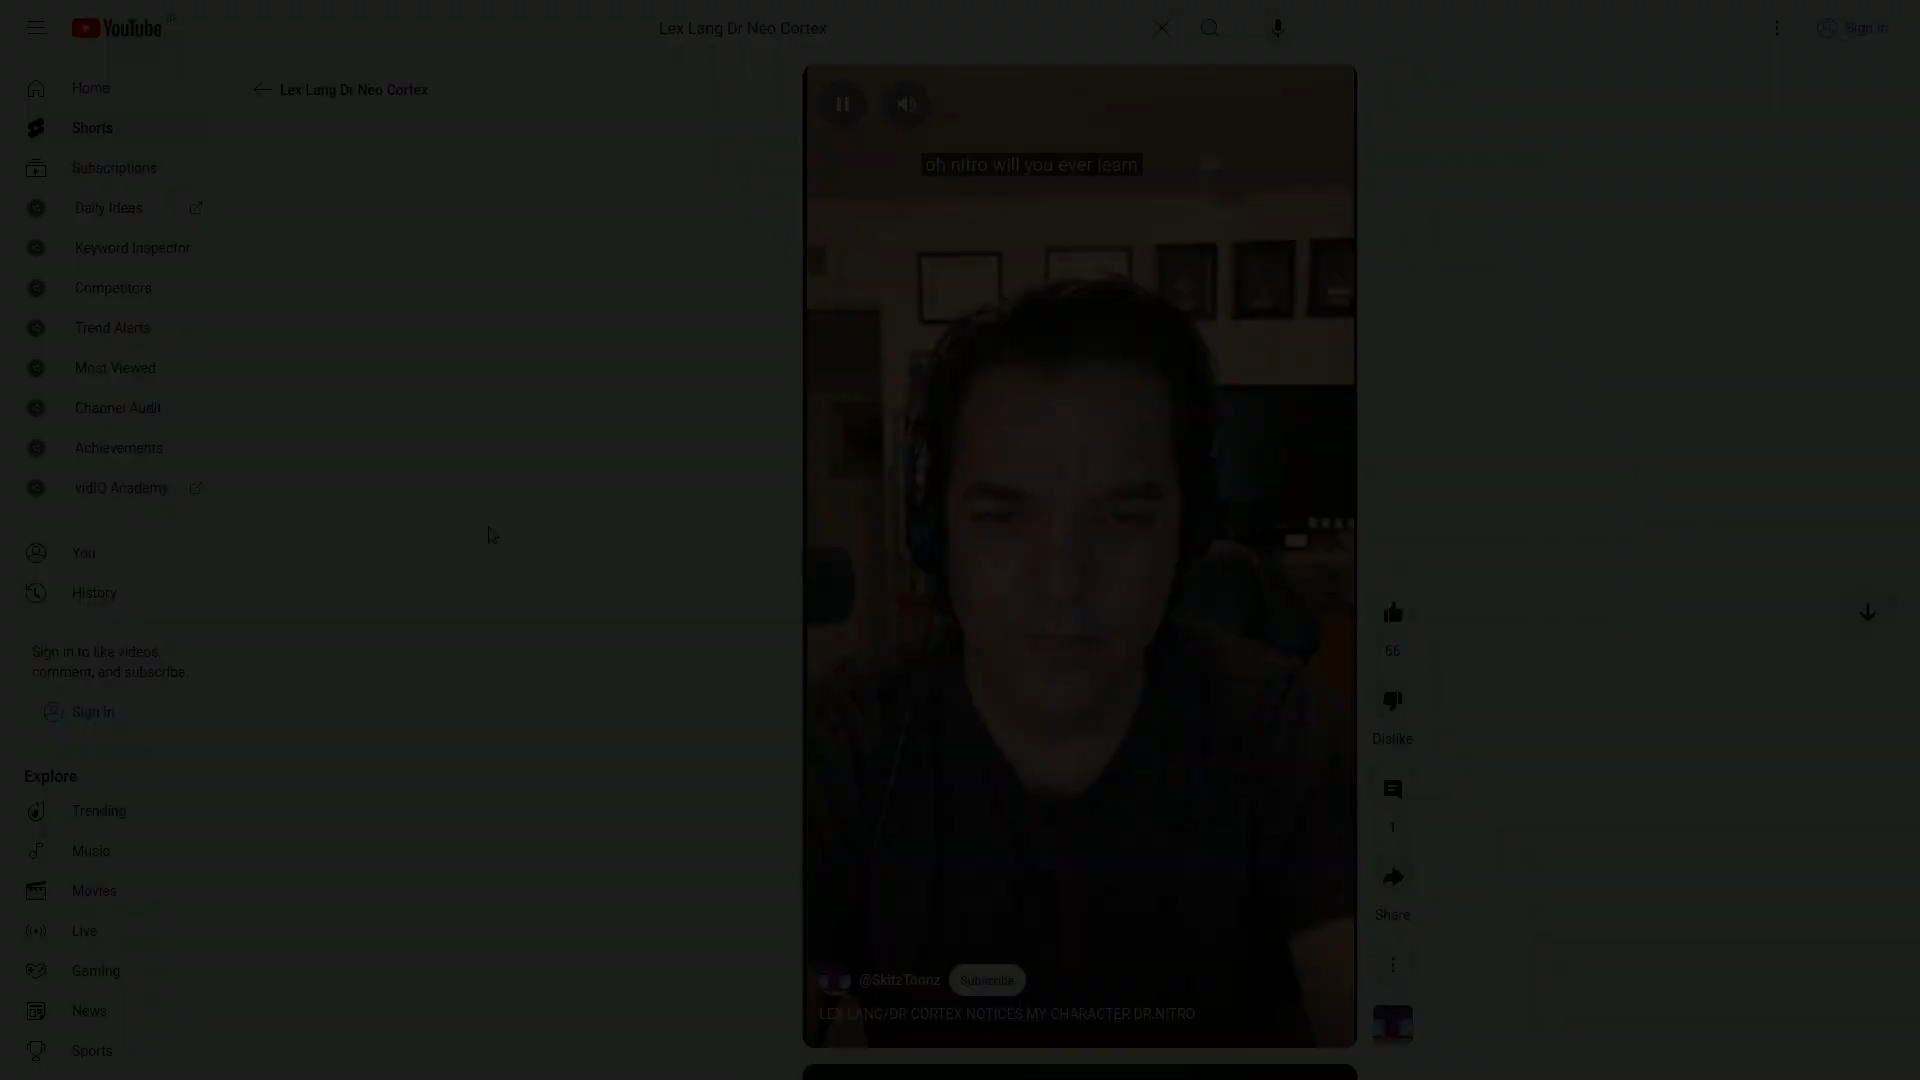 YouTube
Lex Lang Dr Neo Cortex
Sign in
Home
Lex Lang Dr Neo Cortex
Shorts
Subscriptions
oh nitro will you ever learn
Daily Ideas
Keyword Inspector
Competitors
Trend Alerts
Most Viewed
Channel Audit
Achievements
vidIQ Academy
You
History
Sign in to like videos,
comment, and subscribe.
66
Sign in
Dislike
Explore
Trending
1
Music
Movies
Share
Live
Gaming
@SkitzToonz
Subscribe
News
LEX LANG/DR CORTEX NOTICES MY CHARACTER DR.NITRO
Sports